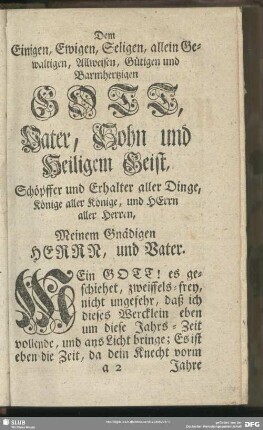 Dem
Einigen, Ewigen, Seligen, allein Ge-
waltigen, Allweisen, Gütigen und
Barmhertzigen
GOTT,
Vater, Sohn und
Heiligem Geist,
Schöpffer und Erhalter aller Dinge,
Könige aller Könige, und HErrn
aller Herren,
Meinem Gnädigen
HERRN, und Vater.
MEin GOTT! es ge-
schiehet, zweifels-frey,
nicht ungefehr, daß ich
dieses Wercklein eben
um diese Jahrs-Zeit
vollende, und ans Licht bringe; Es ist
eben die Zeit, da dein Knecht vorm
a 2 Jahre
SLUB
DFG